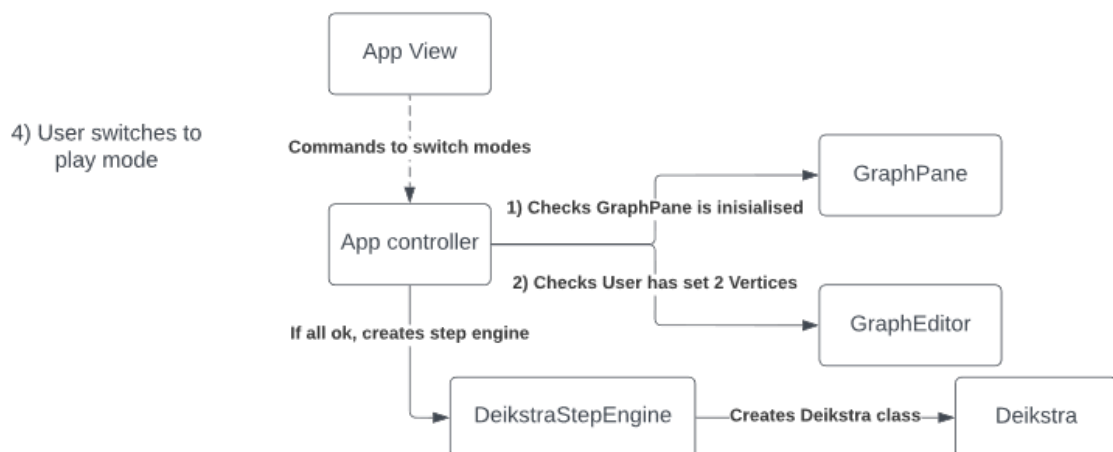 App View
4) User switches to
play mode
Commands to switch modes
GraphPane
1) Checks GraphPane is inisialised
App controller
2) Checks User has set 2 Vertices
GraphEditor
If all ok, creates step engine
DeikstraStepEngine
Creates Deikstra class
Deikstra